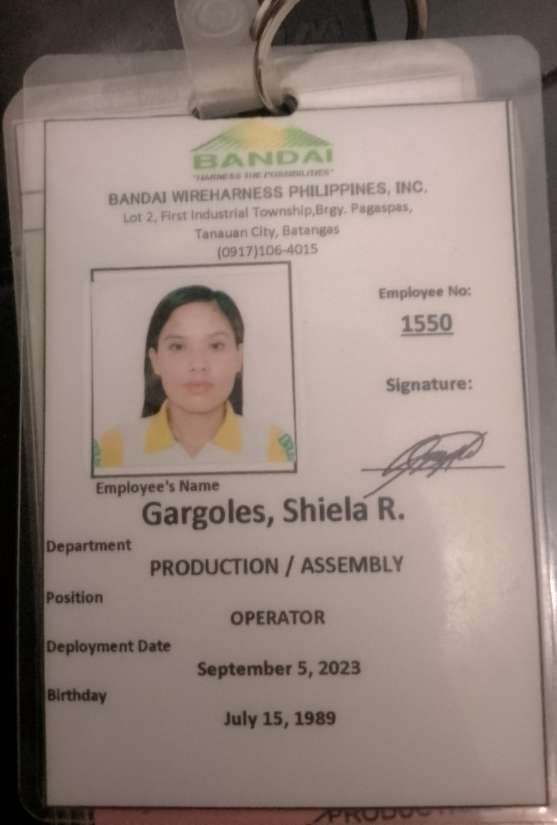 BANDAI
"HARNESS THE POSSIBILITIES"
BANDAI WIREHARNESS PHILIPPINES, INC.
Lot 2, First Industrial Township,Brgy. Pagaspas,
Tanauan City, Batangas
(0917)106-4015
Employee No:
1550
Signature:
Employee's Name
Gargoles, Shiela R.
Department
PRODUCTION / ASSEMBLY
Position
OPERATOR
Deployment Date
September 5, 2023
Birthday
July 15, 1989